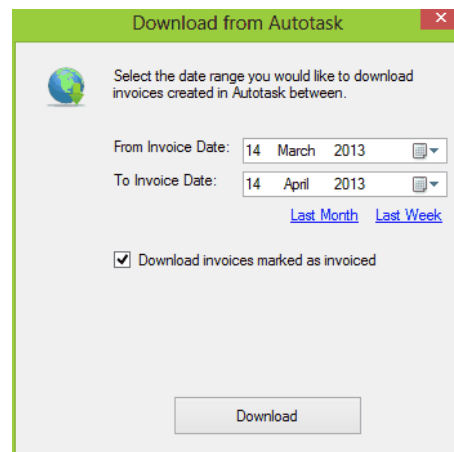 Download from Autotask
Select the date range you would like to download
invoices created in Autotask between.
From Invoice Date: 14 March 2013
To Invoice Date: 14 April 2013
Last Month Last Week
Download invoices marked as invoiced
Download